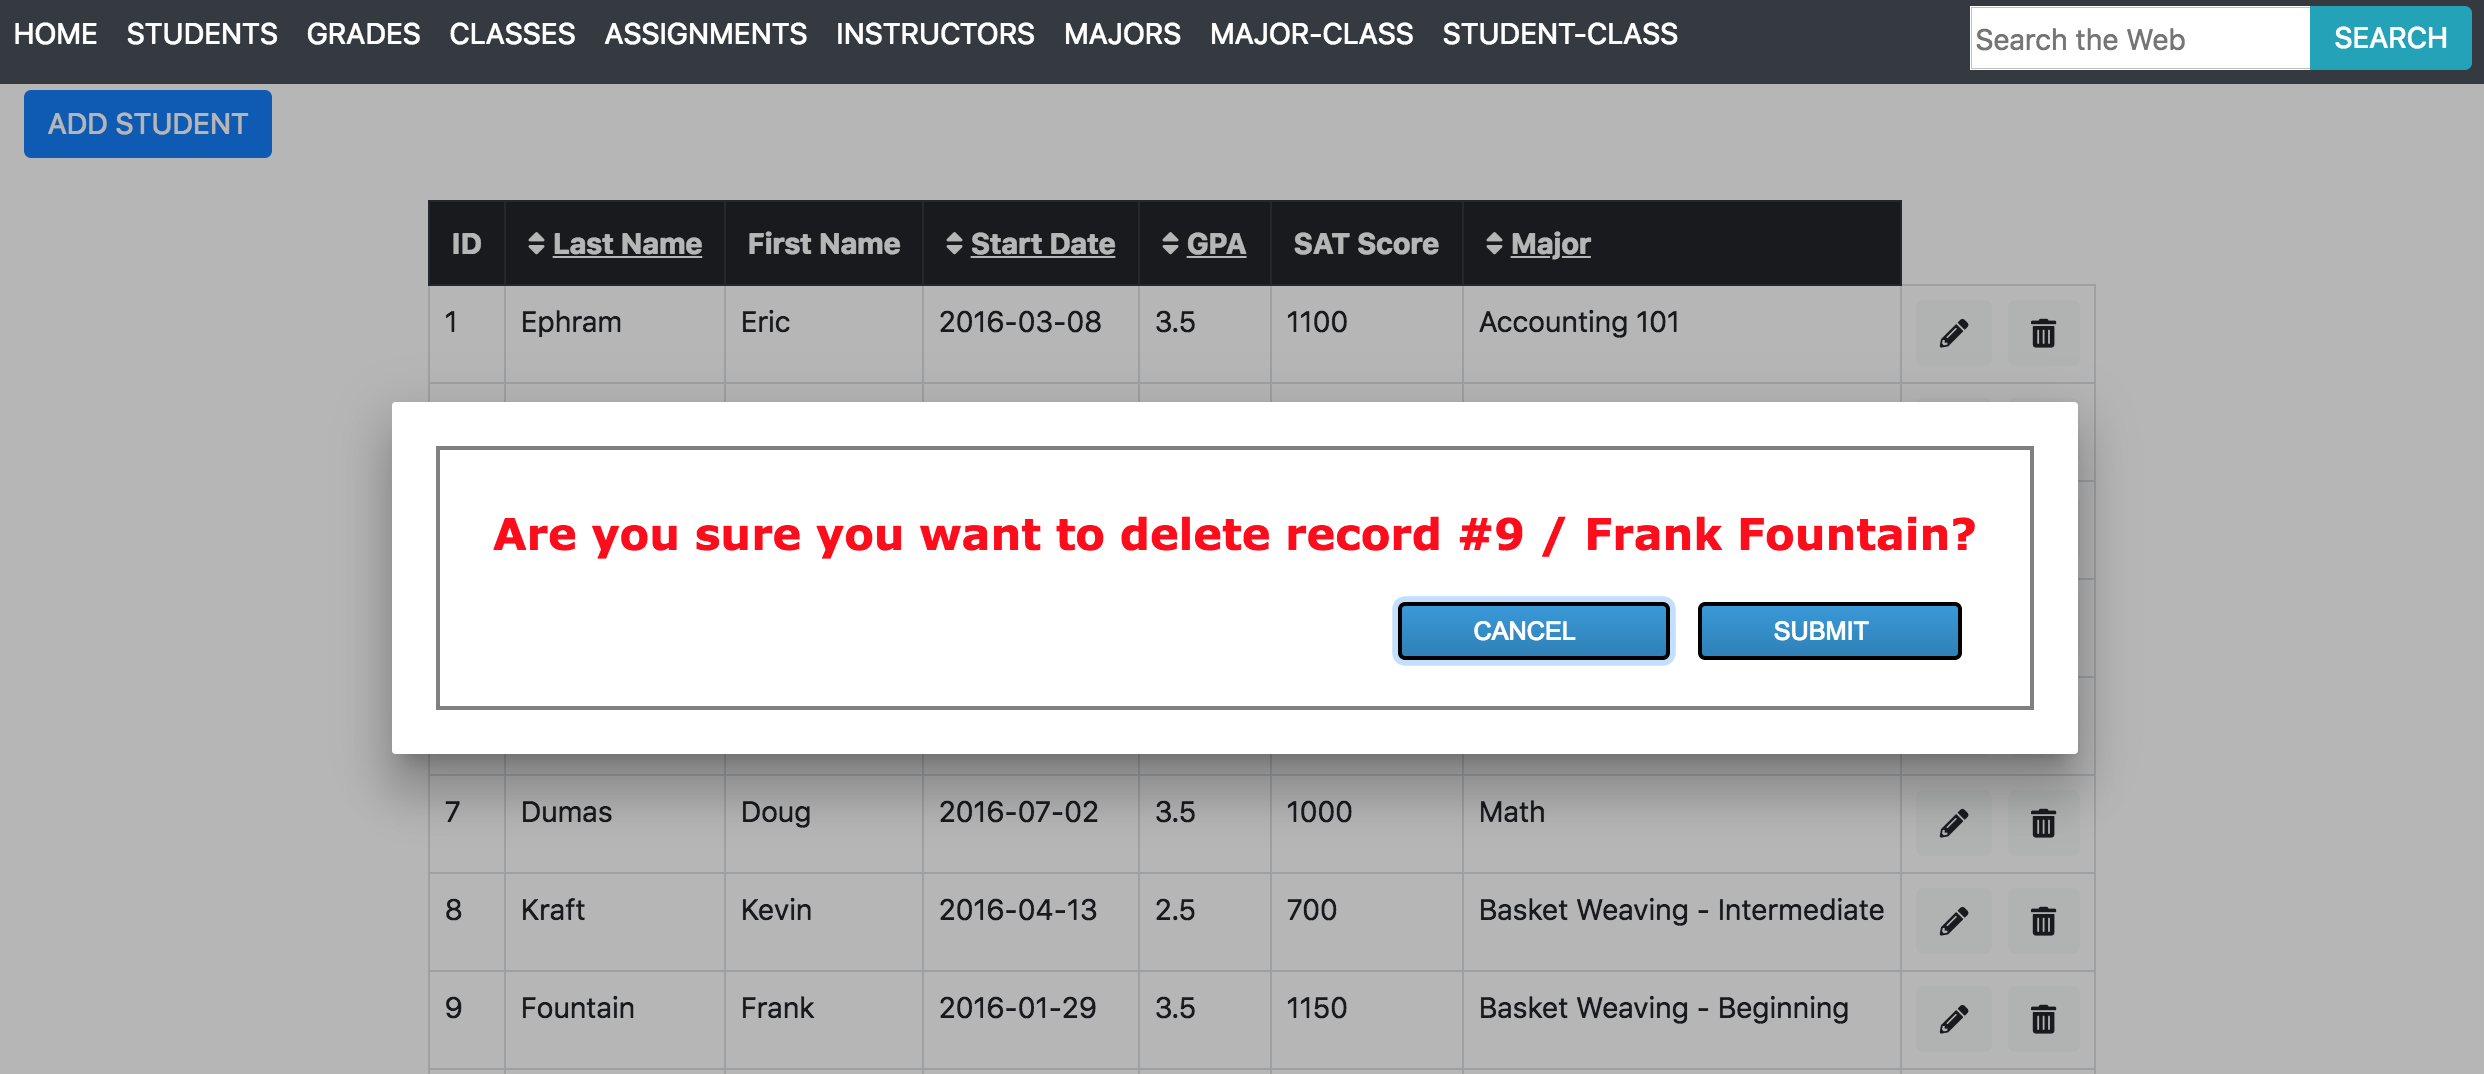 HOME STUDENTS GRADES CLASSES ASSIGNMENTS INSTRUCTORS MAJORS MAJOR-CLASS STUDENT-CLASS Search the Web SEARCH
ADD STUDENT
ID Last Name First Name Start Date GPA SAT Score Major
1 Ephram Eric 2016-03-08 3.5 1100 Accounting 101
Are you sure you want to delete record #9 / Frank Fountain?
CANCEL SUBMIT
7 Dumas Doug 2016-07-02 3.5 1000 Math
8 Kraft Kevin 2016-04-13 2.5 700 Basket Weaving - Intermediate
9 Fountain Frank 2016-01-29 3.5 1150 Basket Weaving - Beginning